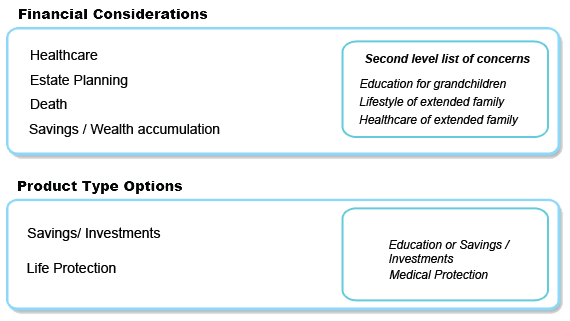 Financial Considerations
Healthcare
Estate Planning
Death
Savings / Wealth accumulation
Second level list of concerns
Education for grandchildren
Lifestyle of extended family
Healthcare of extended family
Product Type Options
Savings/ Investments
Life Protection
Education or Savings /
Investments
Medical Protection